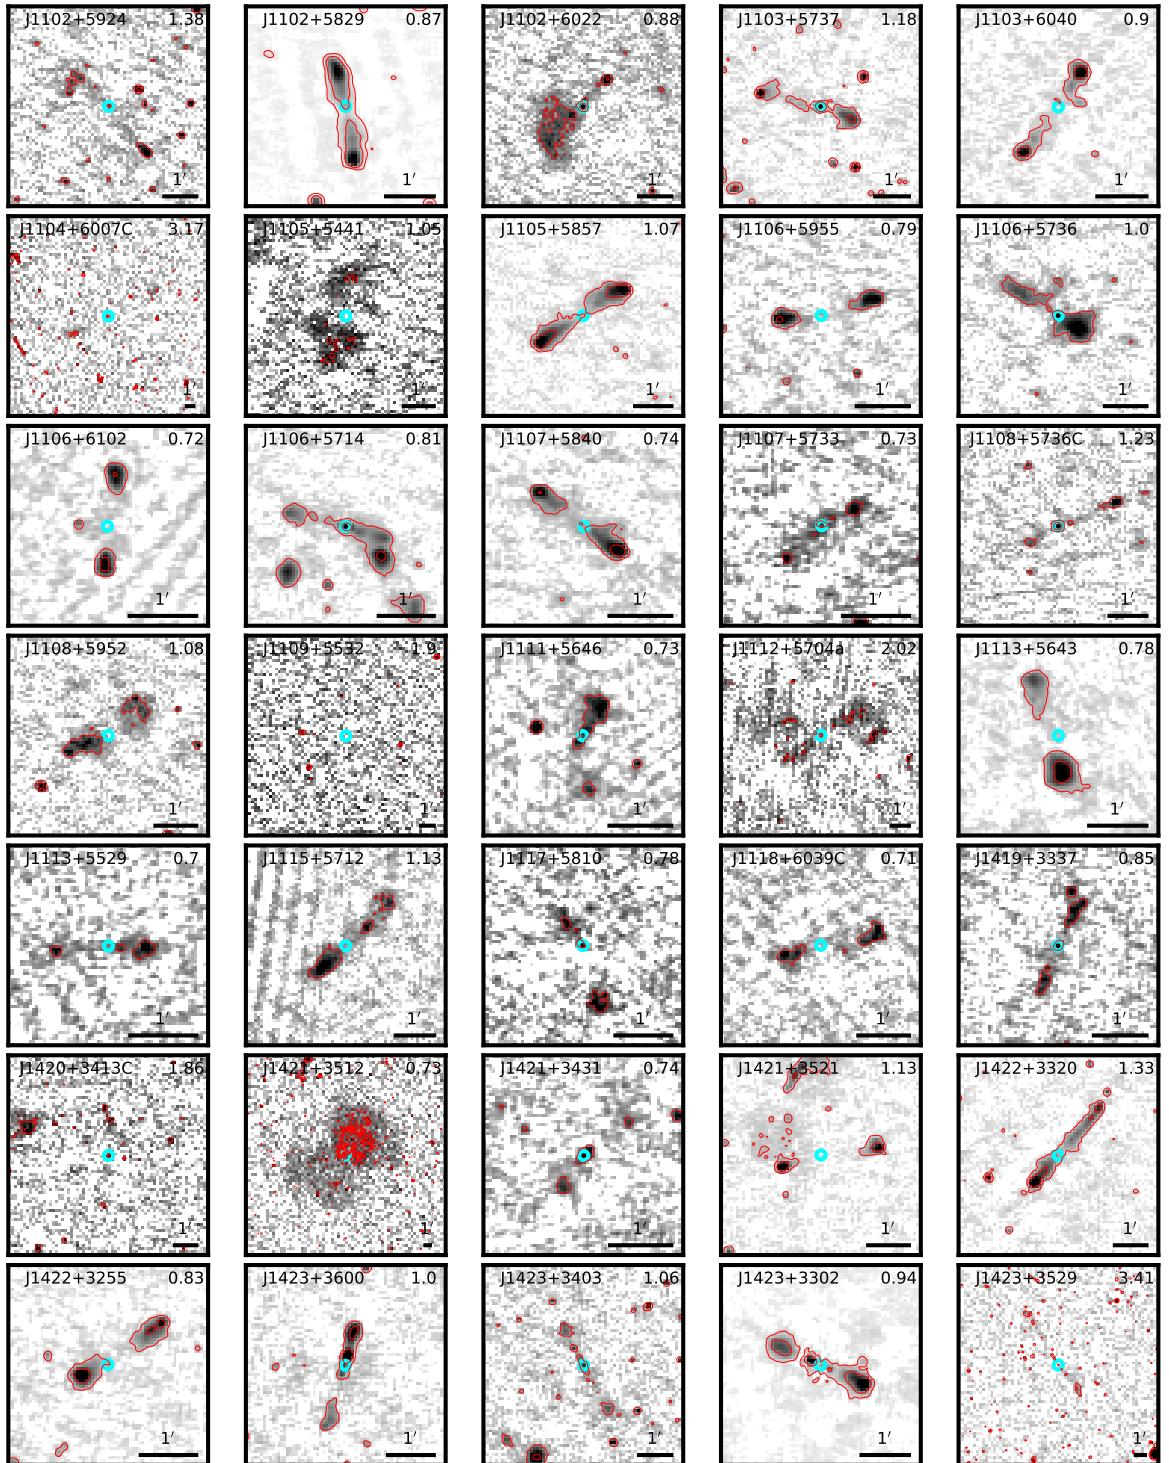 J1102+5924 1.38 J1102+5829 0.87 J1102+6022 0.88 J1103+5737 1.18 J1103+6040 0.9
1′ 1′ 1′ 1′ 1′
J1104+6007C 3.17 J1105+5441 1.05 J1105+5857 1.07 J1106+5955 0.79 J1106+5736 1.0
1′ 1′ 1′ 1′ 1′
J1106+6102 0.72 J1106+5714 0.81 J1107+5840 0.74 J1107+5733 0.73 J1108+5736C 1.23
1′ 1′ 1′ 1′ 1′
J1108+5952 1.08 J1109+5532 1.9 J1111+5646 0.73 J1112+5704a 2.02 J1113+5643 0.78
1′ 1′ 1′ 1′ 1′
J1113+5529 0.7 J1115+5712 1.13 J1117+5810 0.78 J1118+6039C 0.71 J1419+3337 0.85
1′ 1′ 1′ 1′ 1′
J1420+3413C 1.86 J1421+3512 0.73 J1421+3431 0.74 J1421+3521 1.13 J1422+3320 1.33
1′ 1′ 1′ 1′ 1′
J1422+3255 0.83 J1423+3600 1.0 J1423+3403 1.06 J1423+3302 0.94 J1423+3529 3.41
1′ 1′ 1′ 1′ 1′